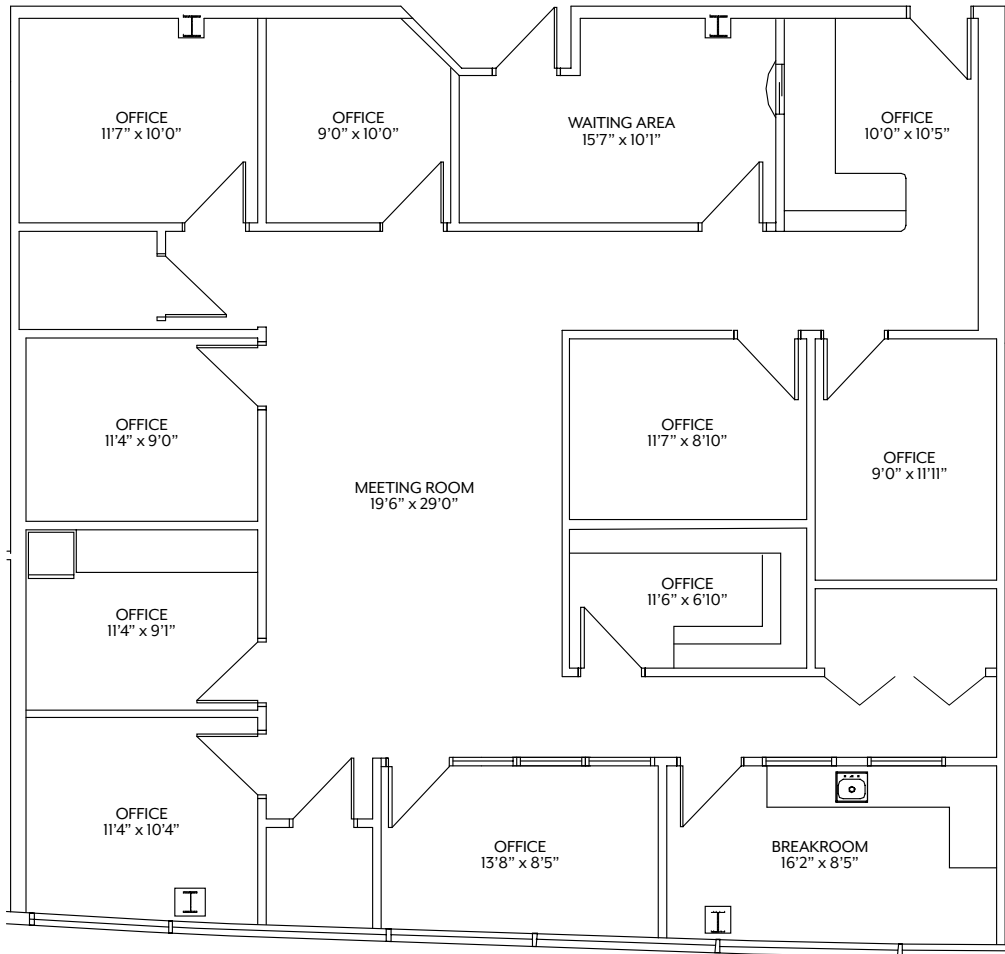 OFFICE
11’7” x 10’0”
OFFICE
9’0” x 10’0”
WAITING AREA
15’7” x 10’1”
OFFICE
10’0” x 10’5”
OFFICE
11’4” x 9’0”
OFFICE
11’7” x 8’10”
OFFICE
9’0” x 11’11”
MEETING ROOM
19’6” x 29’0”
OFFICE
11’4” x 9’1”
OFFICE
11’6” x 6’10”
OFFICE
11’4” x 10’4”
OFFICE
13’8” x 8’5”
BREAKROOM
16’2” x 8’5”